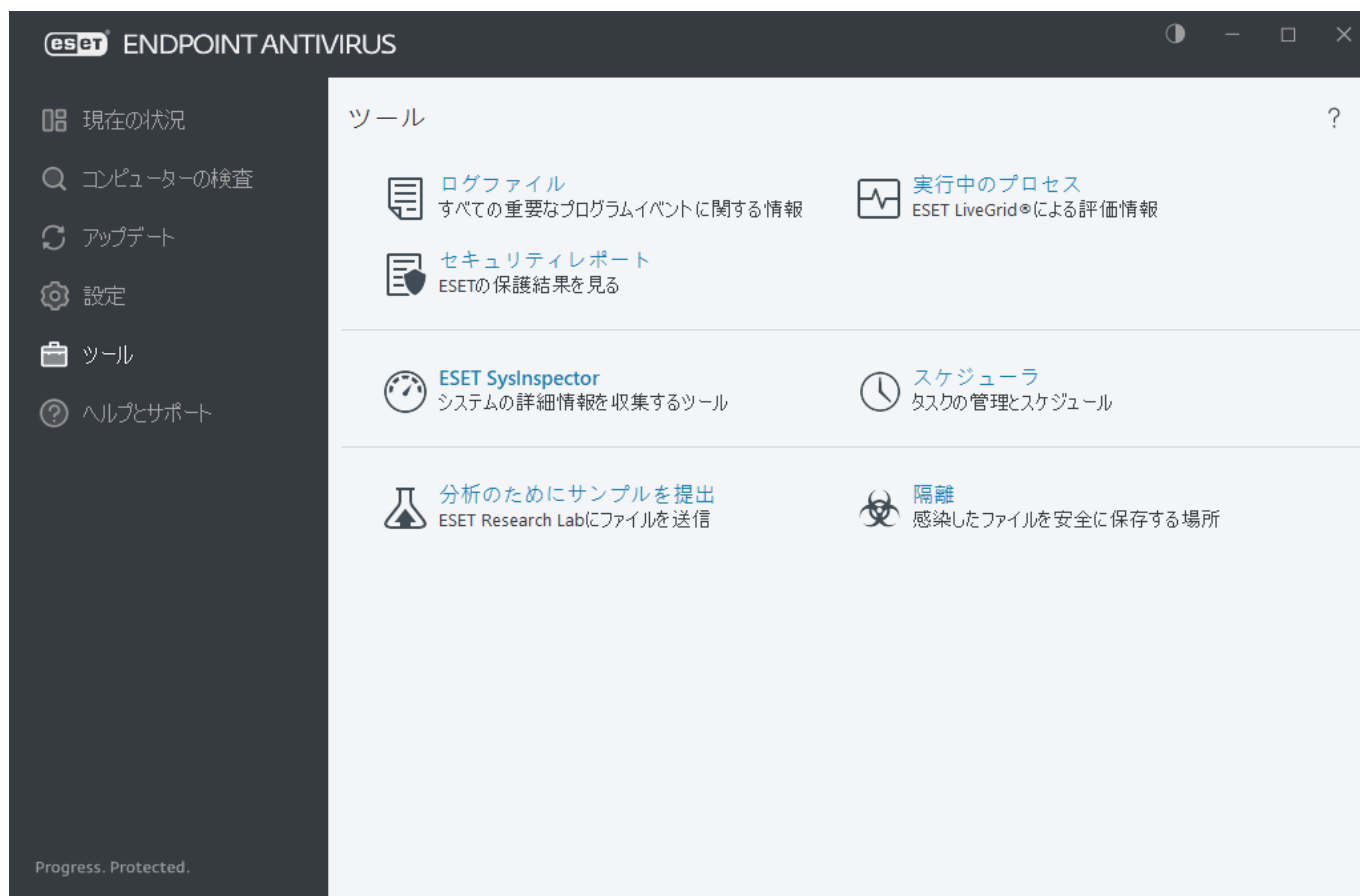 eset ENDPOINT ANTIVIRUS
現在の状況
コンピューターの検査
アップデート
設定
ツール
ヘルプとサポート
Progress. Protected.
ツール
?
ログファイル
すべての重要なプログラムイベントに関する情報
実行中のプロセス
ESET LiveGrid®による評価情報
セキュリティレポート
ESETの保護結果を見る
ESET SysInspector
システムの詳細情報を収集するツール
スケジューラ
タスクの管理とスケジュール
分析のためにサンプルを提出
ESET Research Labにファイルを送信
隔離
感染したファイルを安全に保存する場所